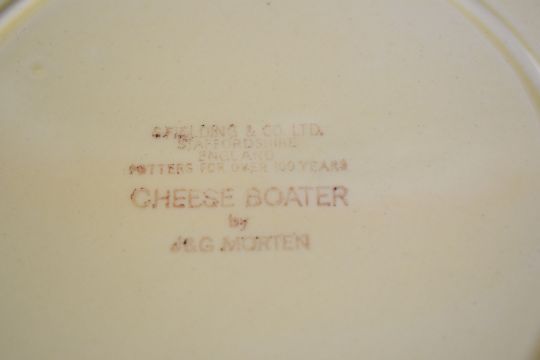 S. FIELDING & CO. LTD.
STAFFORDSHIRE
ENGLAND
POTTERS FOR OVER 100 YEARS
CHEESE BOATER
by
J&G MORTEN